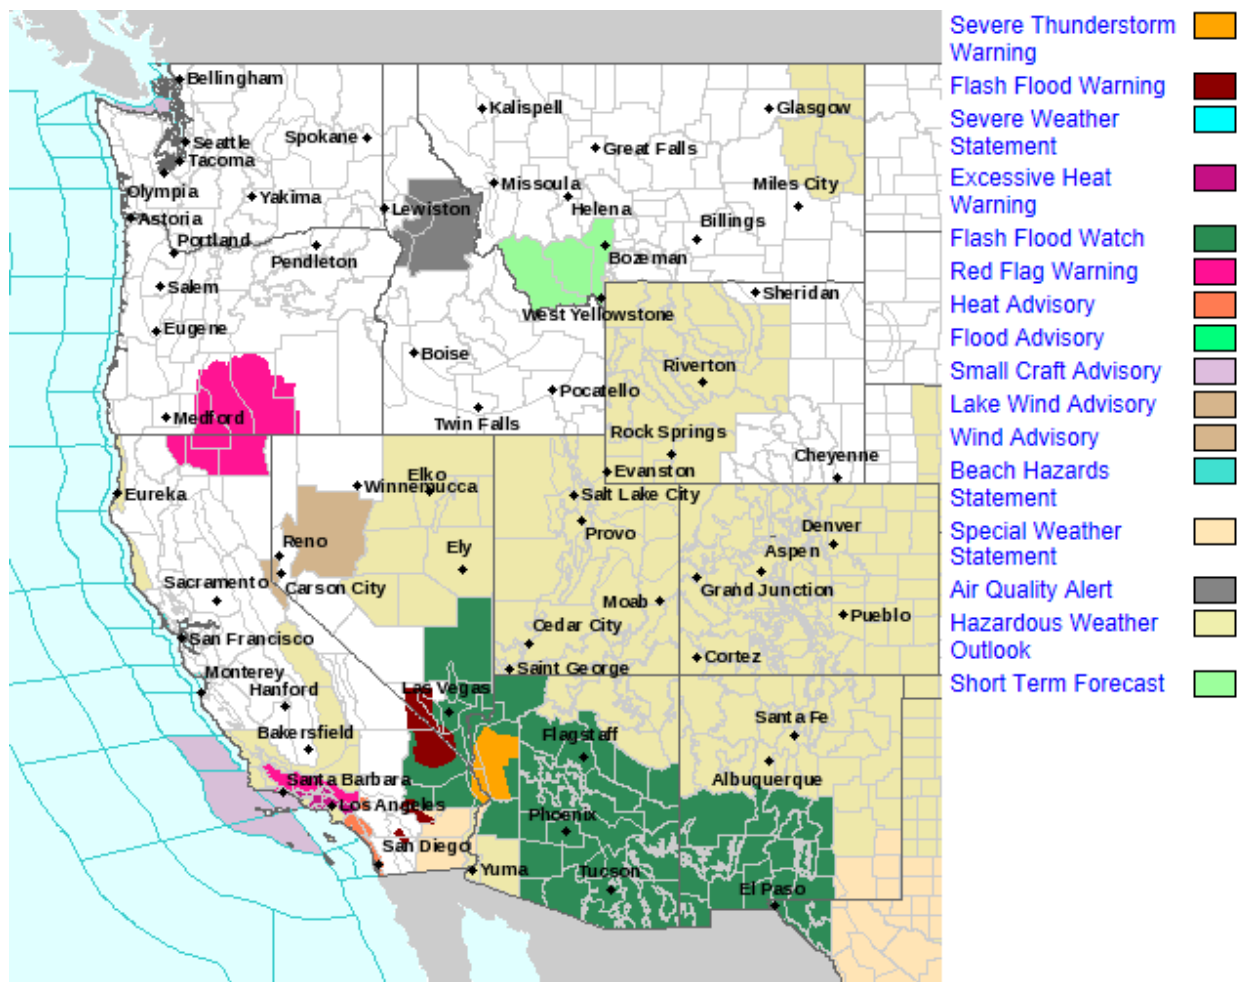 Bellingham
Seattle
Tacoma
Olympia
Astoria
Spokane
Yakima
Lewiston
Portland
Pendleton
Salem
Eugene
Medford
Kalispell
Great Falls
Missoula
Helena
Glasgow
Miles City
Billings
Bozeman
West Yellowstone
Sheridan
Boise
Pocatello
Twin Falls
Riverton
Rock Springs
Evanston
Cheyenne
Eureka
Elko
Winnemucca
Salt Lake City
Provo
Reno
Ely
Carson City
Sacramento
San Francisco
Denver
Aspen
Grand Junction
Moab
Pueblo
Cedar City
Saint George
Cortez
Monterey
Hanford
Las Vegas
Bakersfield
Santa Barbara
Los Angeles
San Diego
Flagstaff
Santa Fe
Albuquerque
Phoenix
Tucson
Yuma
El Paso
Severe Thunderstorm
Warning
Flash Flood Warning
Severe Weather
Statement
Excessive Heat
Warning
Flash Flood Watch
Red Flag Warning
Heat Advisory
Flood Advisory
Small Craft Advisory
Lake Wind Advisory
Wind Advisory
Beach Hazards
Statement
Special Weather
Statement
Air Quality Alert
Hazardous Weather
Outlook
Short Term Forecast